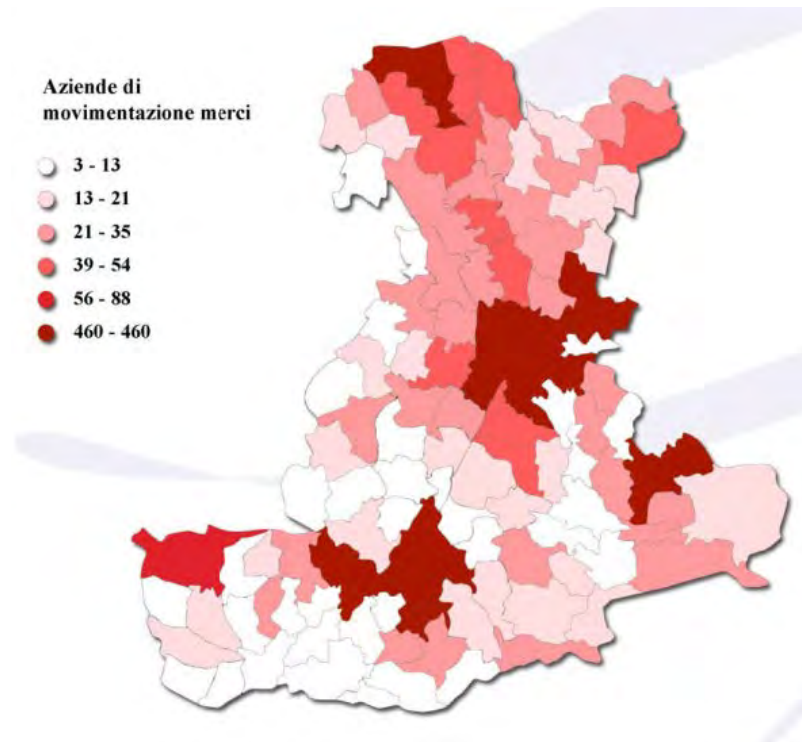 Aziende di
movimentazione merci
3 - 13
13 - 21
21 - 35
39 - 54
56 - 88
460 - 460